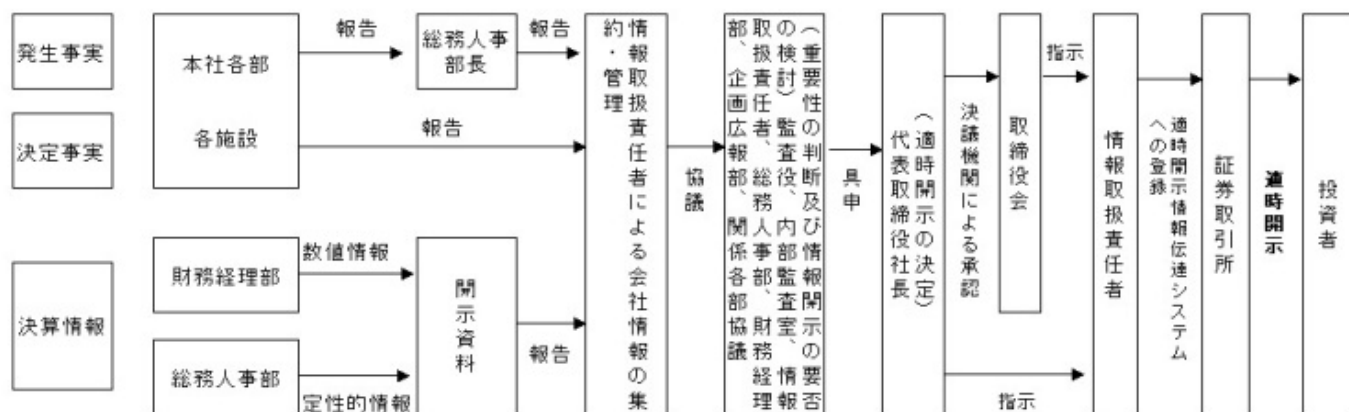 発生事実
決定事実
決算情報
本社各部
各施設
報告
総務人事
部長
報告
報告
財務経理部
総務人事部
数値情報
定性的情報
開示資料
報告
情報取扱責任者による会社情報の集
約・管理
協議
(重要性の判断及び情報開示の要否
の検討)監査役、内部監査室、情報
取扱責任者、総務人事部、財務経理
部、企画広報部、関係各部協議
具申
(適時開示の決定)
代表取締役社長
決議機関による承認
取締役会
指示
指示
情報取扱責任者
適時開示情報伝達システム
への登録
証券取引所
適時開示
投資者